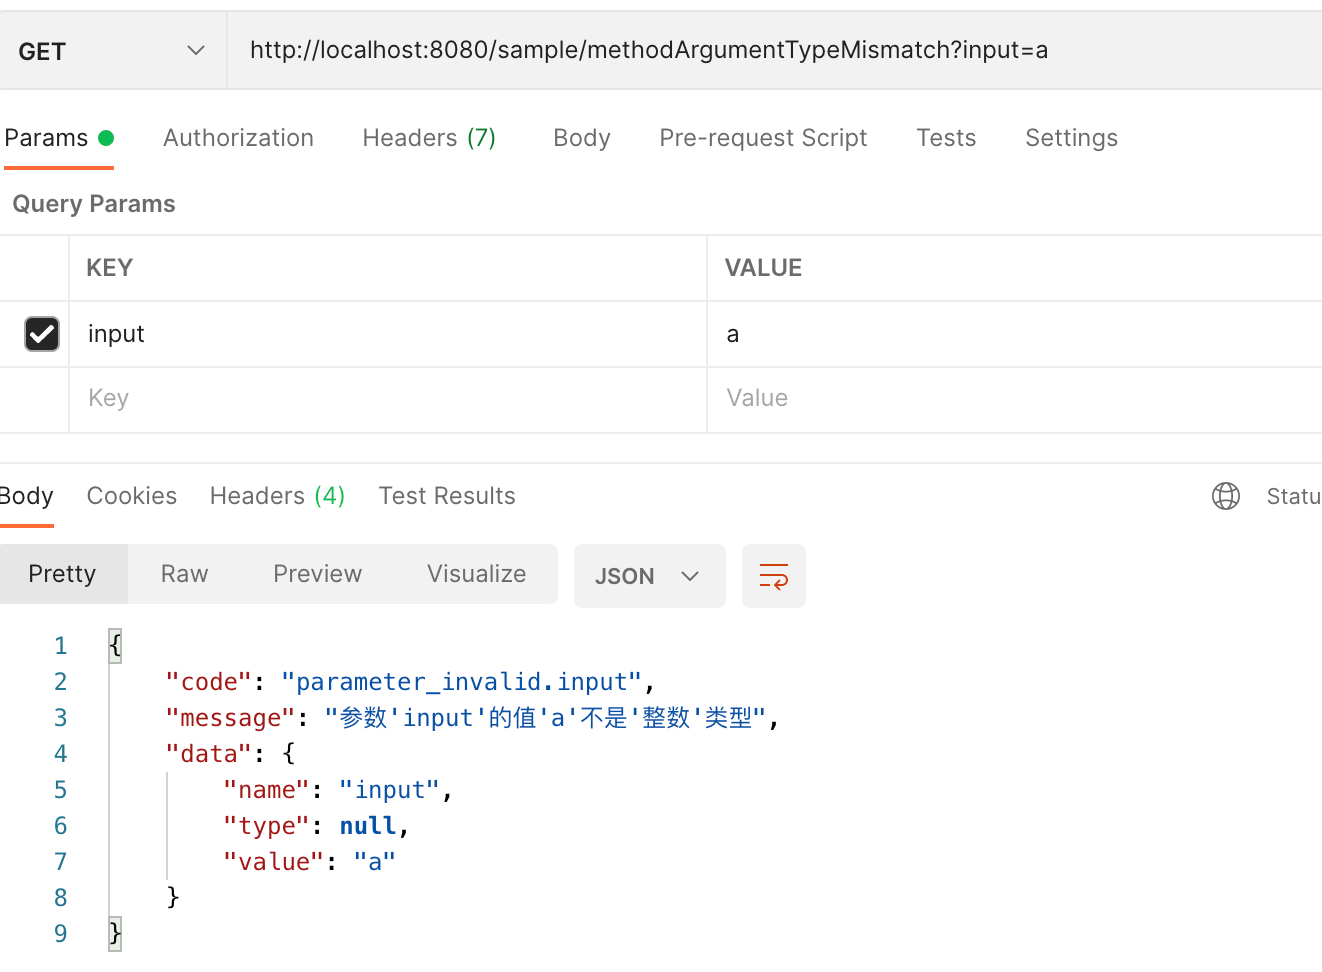 GET http://localhost:8080/sample/methodArgumentTypeMismatch?input=a
Params Authorization Headers (7) Body Pre-request Script Tests Settings
Query Params
KEY VALUE
input a
Key Value
Body Cookies Headers (4) Test Results Statu
Pretty Raw Preview Visualize JSON
1 {
2 "code": "parameter_invalid.input",
3 "message": "参数'input'的值'a'不是'整数'类型",
4 "data": {
5 "name": "input",
6 "type": null,
7 "value": "a"
8 }
9 }